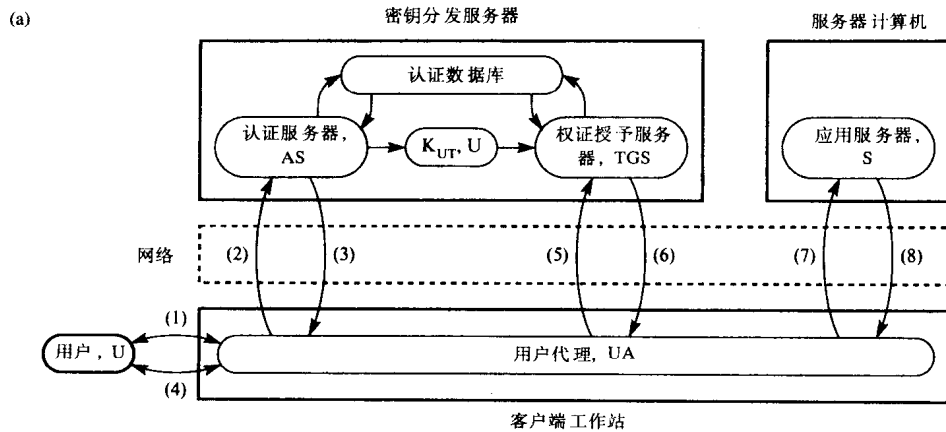 (a)
密钥分发服务器
服务器计算机
认证数据库
认证服务器,
AS
K_UT, U
权证授予服务
器, TGS
应用服务器,
S
网络
(2)
(3)
(5)
(6)
(7)
(8)
(1)
用户, U
(4)
用户代理, UA
客户端工作站